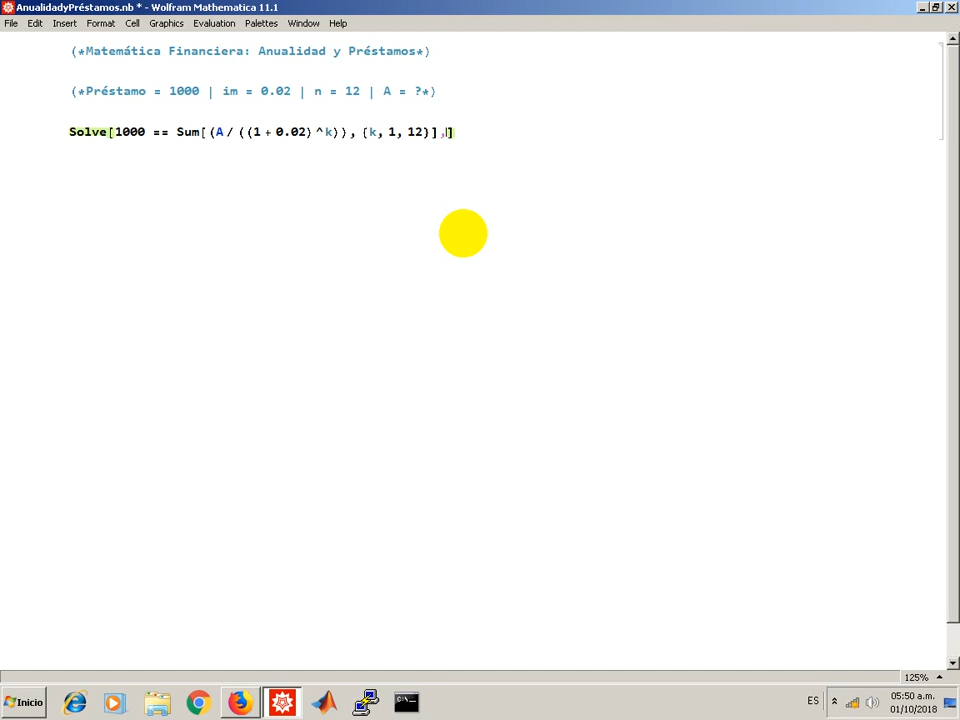 AnualidadyPréstamos.nb * - Wolfram Mathematica 11.1
File Edit Insert Format Cell Graphics Evaluation Palettes Window Help
(*Matemática Financiera: Anualidad y Préstamos*)
(*Préstamo = 1000 | im = 0.02 | n = 12 | A = ?*)
Solve[1000 == Sum[(A / ((1 + 0.02) ^ k)), {k, 1, 12}],]
125%
Inicio
ES
05:50 a.m.
01/10/2018